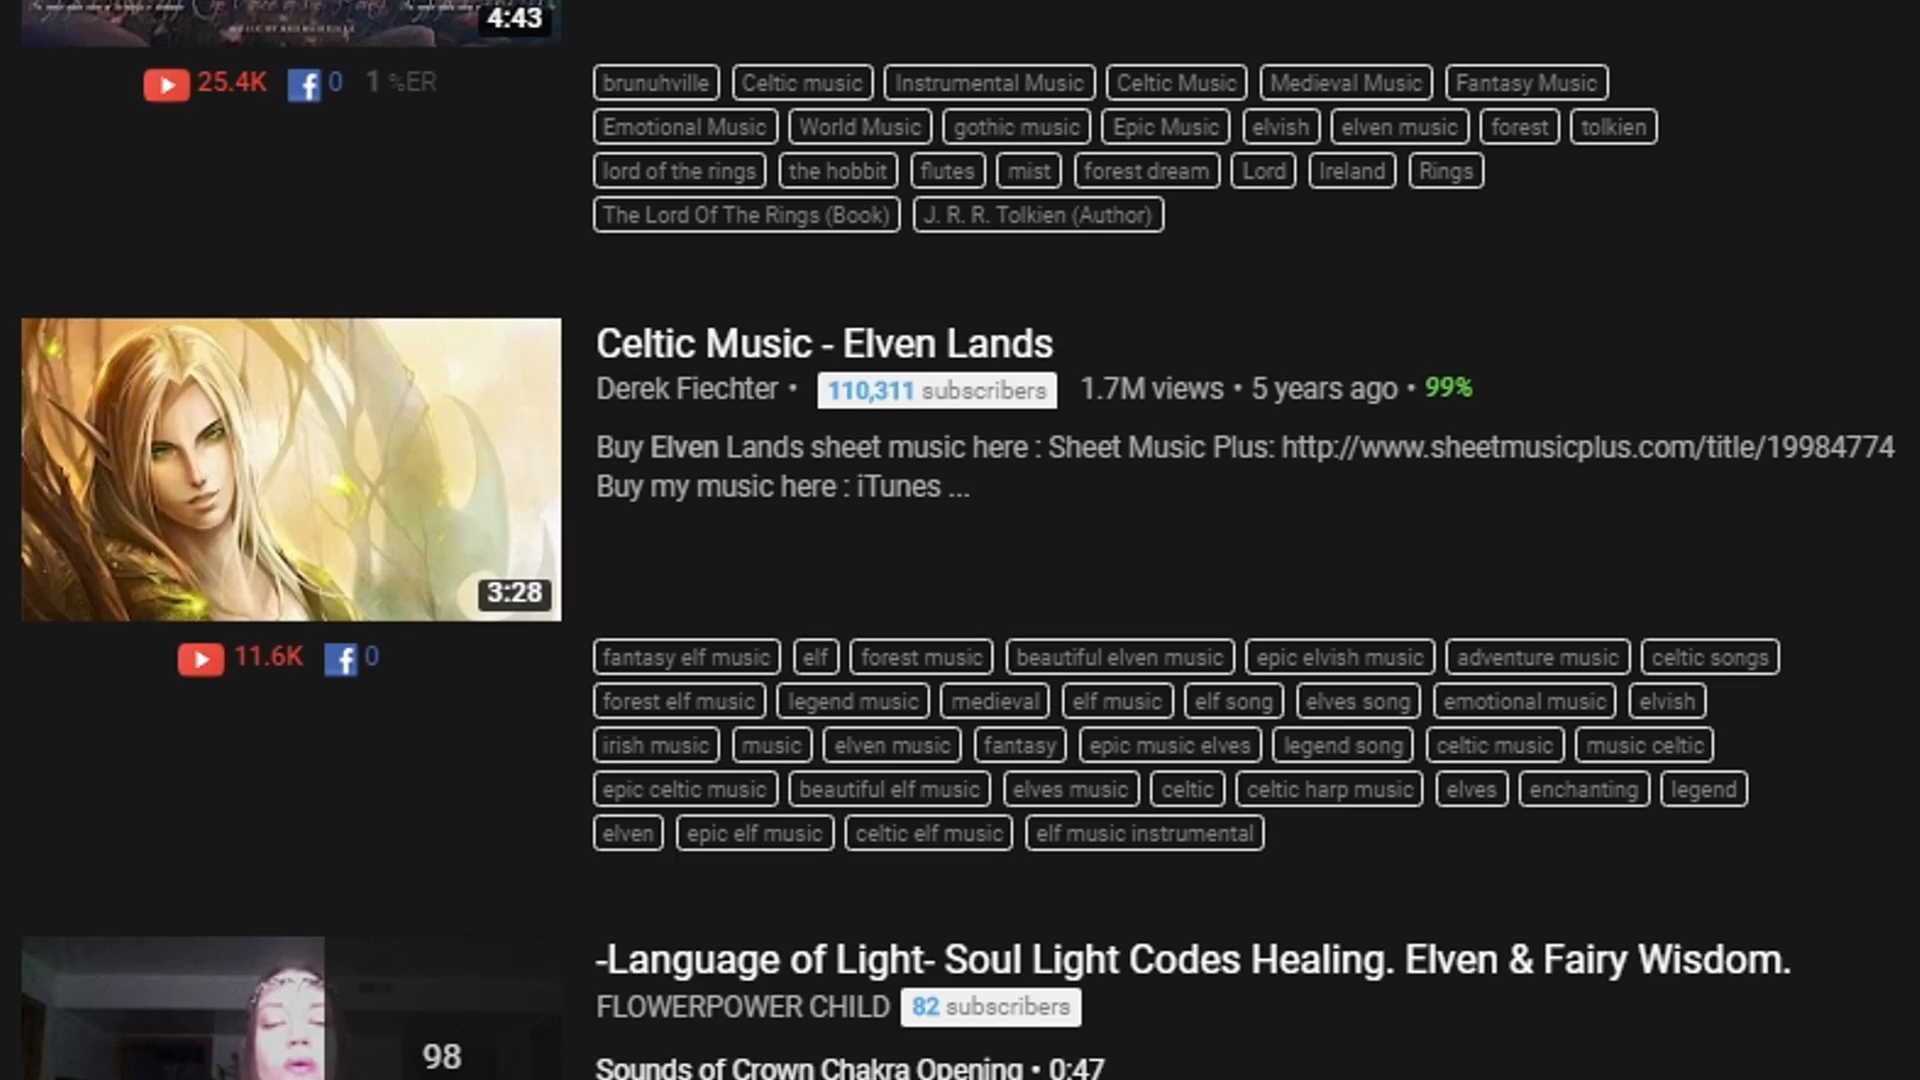 4:43
25.4K 0 1 %ER
brunuhville Celtic music Instrumental Music Celtic Music Medieval Music Fantasy Music
Emotional Music World Music gothic music Epic Music elvish elven music forest tolkien
lord of the rings the hobbit flutes mist forest dream Lord Ireland Rings
The Lord Of The Rings (Book) J. R. R. Tolkien (Author)
Celtic Music - Elven Lands
Derek Fiechter • 110,311 subscribers 1.7M views • 5 years ago • 99%
Buy Elven Lands sheet music here : Sheet Music Plus: http://www.sheetmusicplus.com/title/19984774
Buy my music here : iTunes ...
3:28
11.6K 0
fantasy elf music elf forest music beautiful elven music epic elvish music adventure music celtic songs
forest elf music legend music medieval elf music elf song elves song emotional music elvish
irish music music elven music fantasy epic music elves legend song celtic music music celtic
epic celtic music beautiful elf music elves music celtic celtic harp music elves enchanting legend
elven epic elf music celtic elf music elf music instrumental
-Language of Light- Soul Light Codes Healing. Elven & Fairy Wisdom.
FLOWERPOWER CHILD 82 subscribers
98
Sounds of Crown Chakra Opening • 0:47